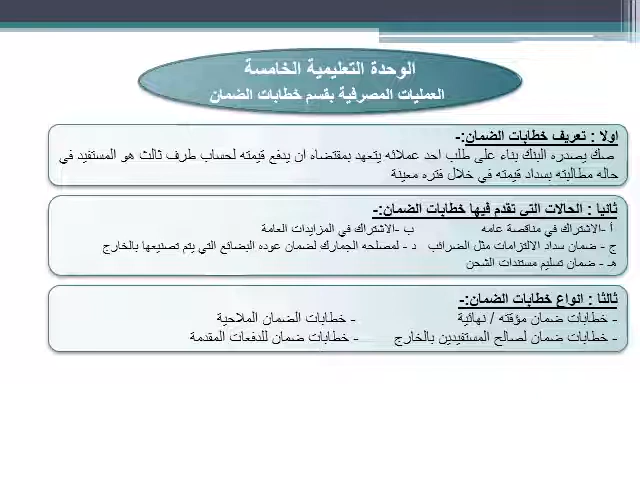 الوحدة التعليمية الخامسة
العمليات المصرفية بقسم خطابات الضمان
اولا : تعريف خطابات الضمان:-
صك يصدره البنك بناء على طلب احد عملائه يتعهد بمقتضاه ان يدفع قيمته لحساب طرف ثالث هو المستفيد في
حاله مطالبته بسداد قيمته في خلال فتره معينة
ثانيا : الحالات التى تقدم فيها خطابات الضمان:-
أ -الاشتراك في مناقصة عامه ب -الاشتراك في المزايدات العامة
ج - ضمان سداد الالتزامات مثل الضرائب د - لمصلحه الجمارك لضمان عوده البضائع التي يتم تصنيعها بالخارج
هـ - ضمان تسليم مستندات الشحن
ثالثا : انواع خطابات الضمان:-
- خطابات ضمان مؤقته / نهائية - خطابات الضمان الملاحية
- خطابات ضمان لصالح المستفيدين بالخارج - خطابات ضمان للدفعات المقدمة